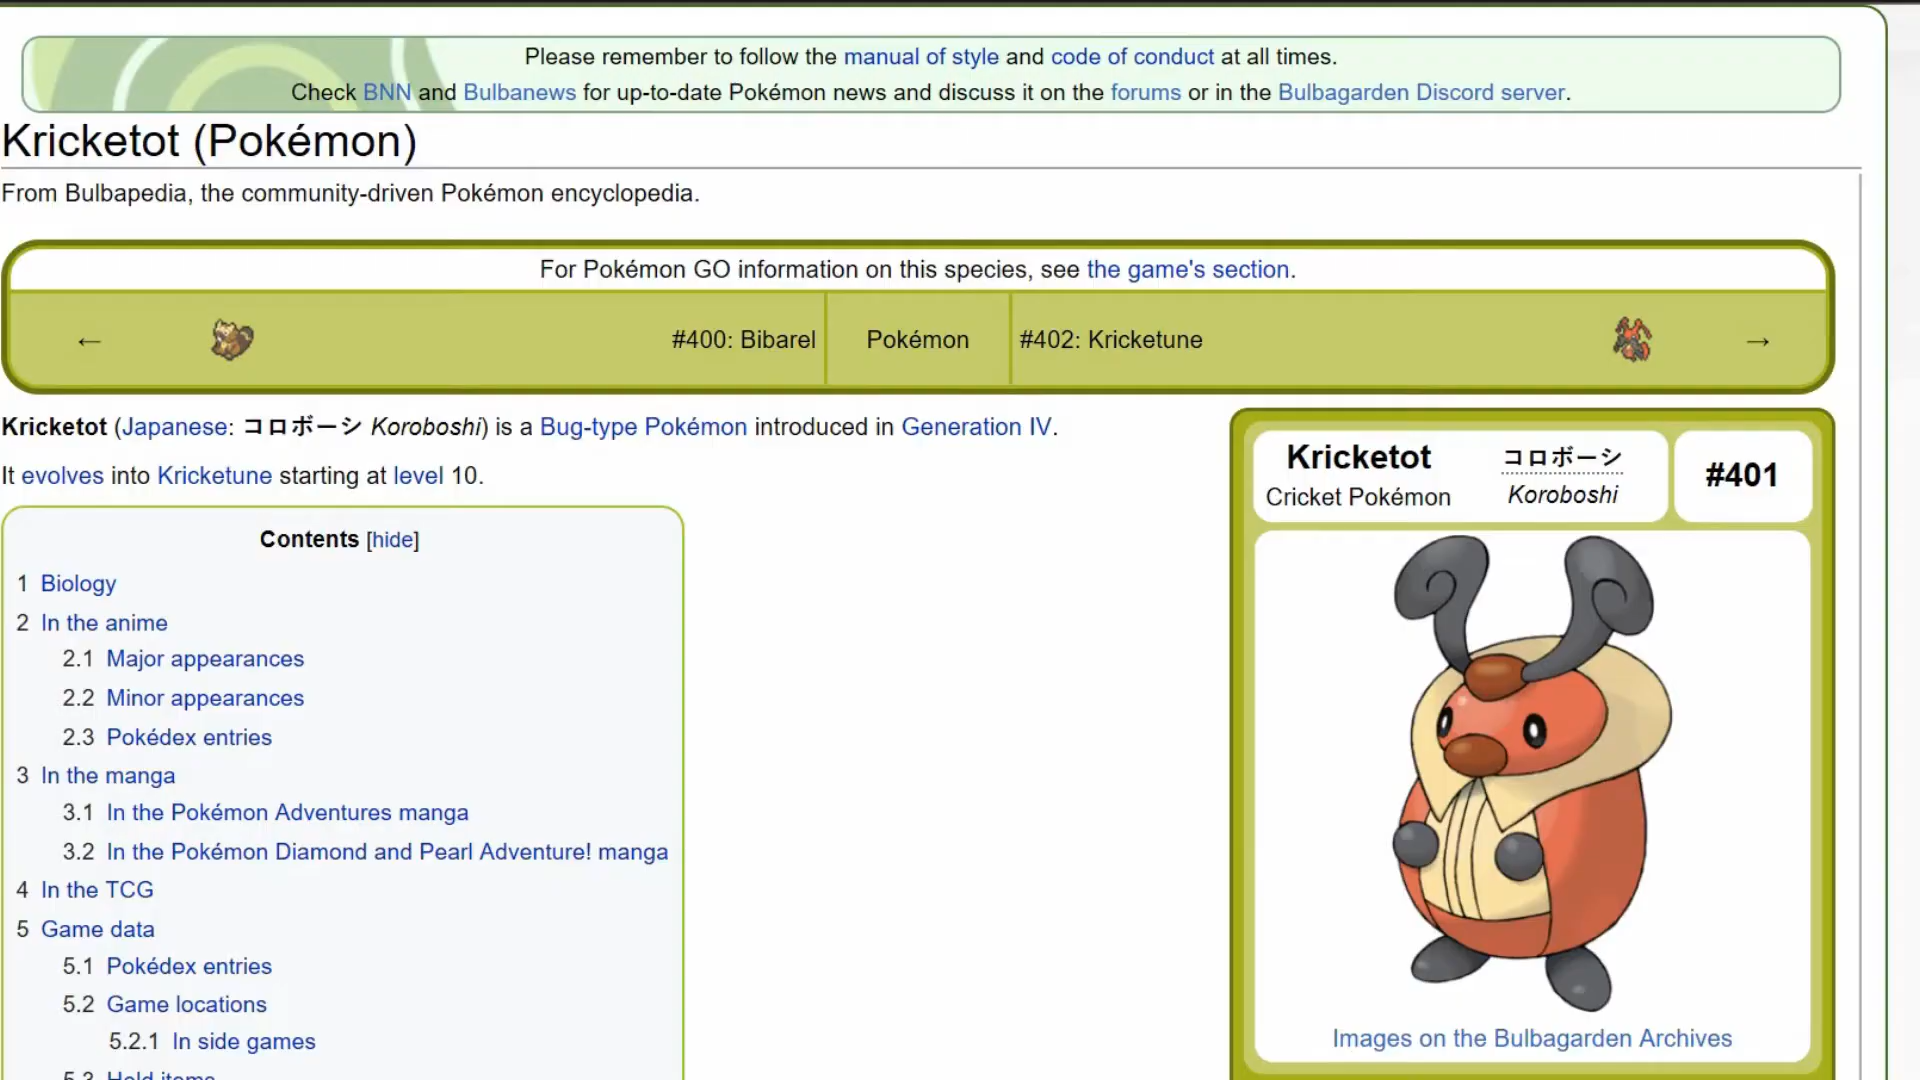 Please remember to follow the manual of style and code of conduct at all times.
Check BNN and Bulbanews for up-to-date Pokémon news and discuss it on the forums or in the Bulbagarden Discord server.
Kricketot (Pokémon)
From Bulbapedia, the community-driven Pokémon encyclopedia.
For Pokémon GO information on this species, see the game's section.
← #400: Bibarel Pokémon #402: Kricketune →
Kricketot (Japanese: コロボーシ Koroboshi) is a Bug-type Pokémon introduced in Generation IV.
It evolves into Kricketune starting at level 10.
Contents [hide]
1 Biology
2 In the anime
2.1 Major appearances
2.2 Minor appearances
2.3 Pokédex entries
3 In the manga
3.1 In the Pokémon Adventures manga
3.2 In the Pokémon Diamond and Pearl Adventure! manga
4 In the TCG
5 Game data
5.1 Pokédex entries
5.2 Game locations
5.2.1 In side games
5.3 Held items
Kricketot コロボーシ #401
Cricket Pokémon Koroboshi
Images on the Bulbagarden Archives